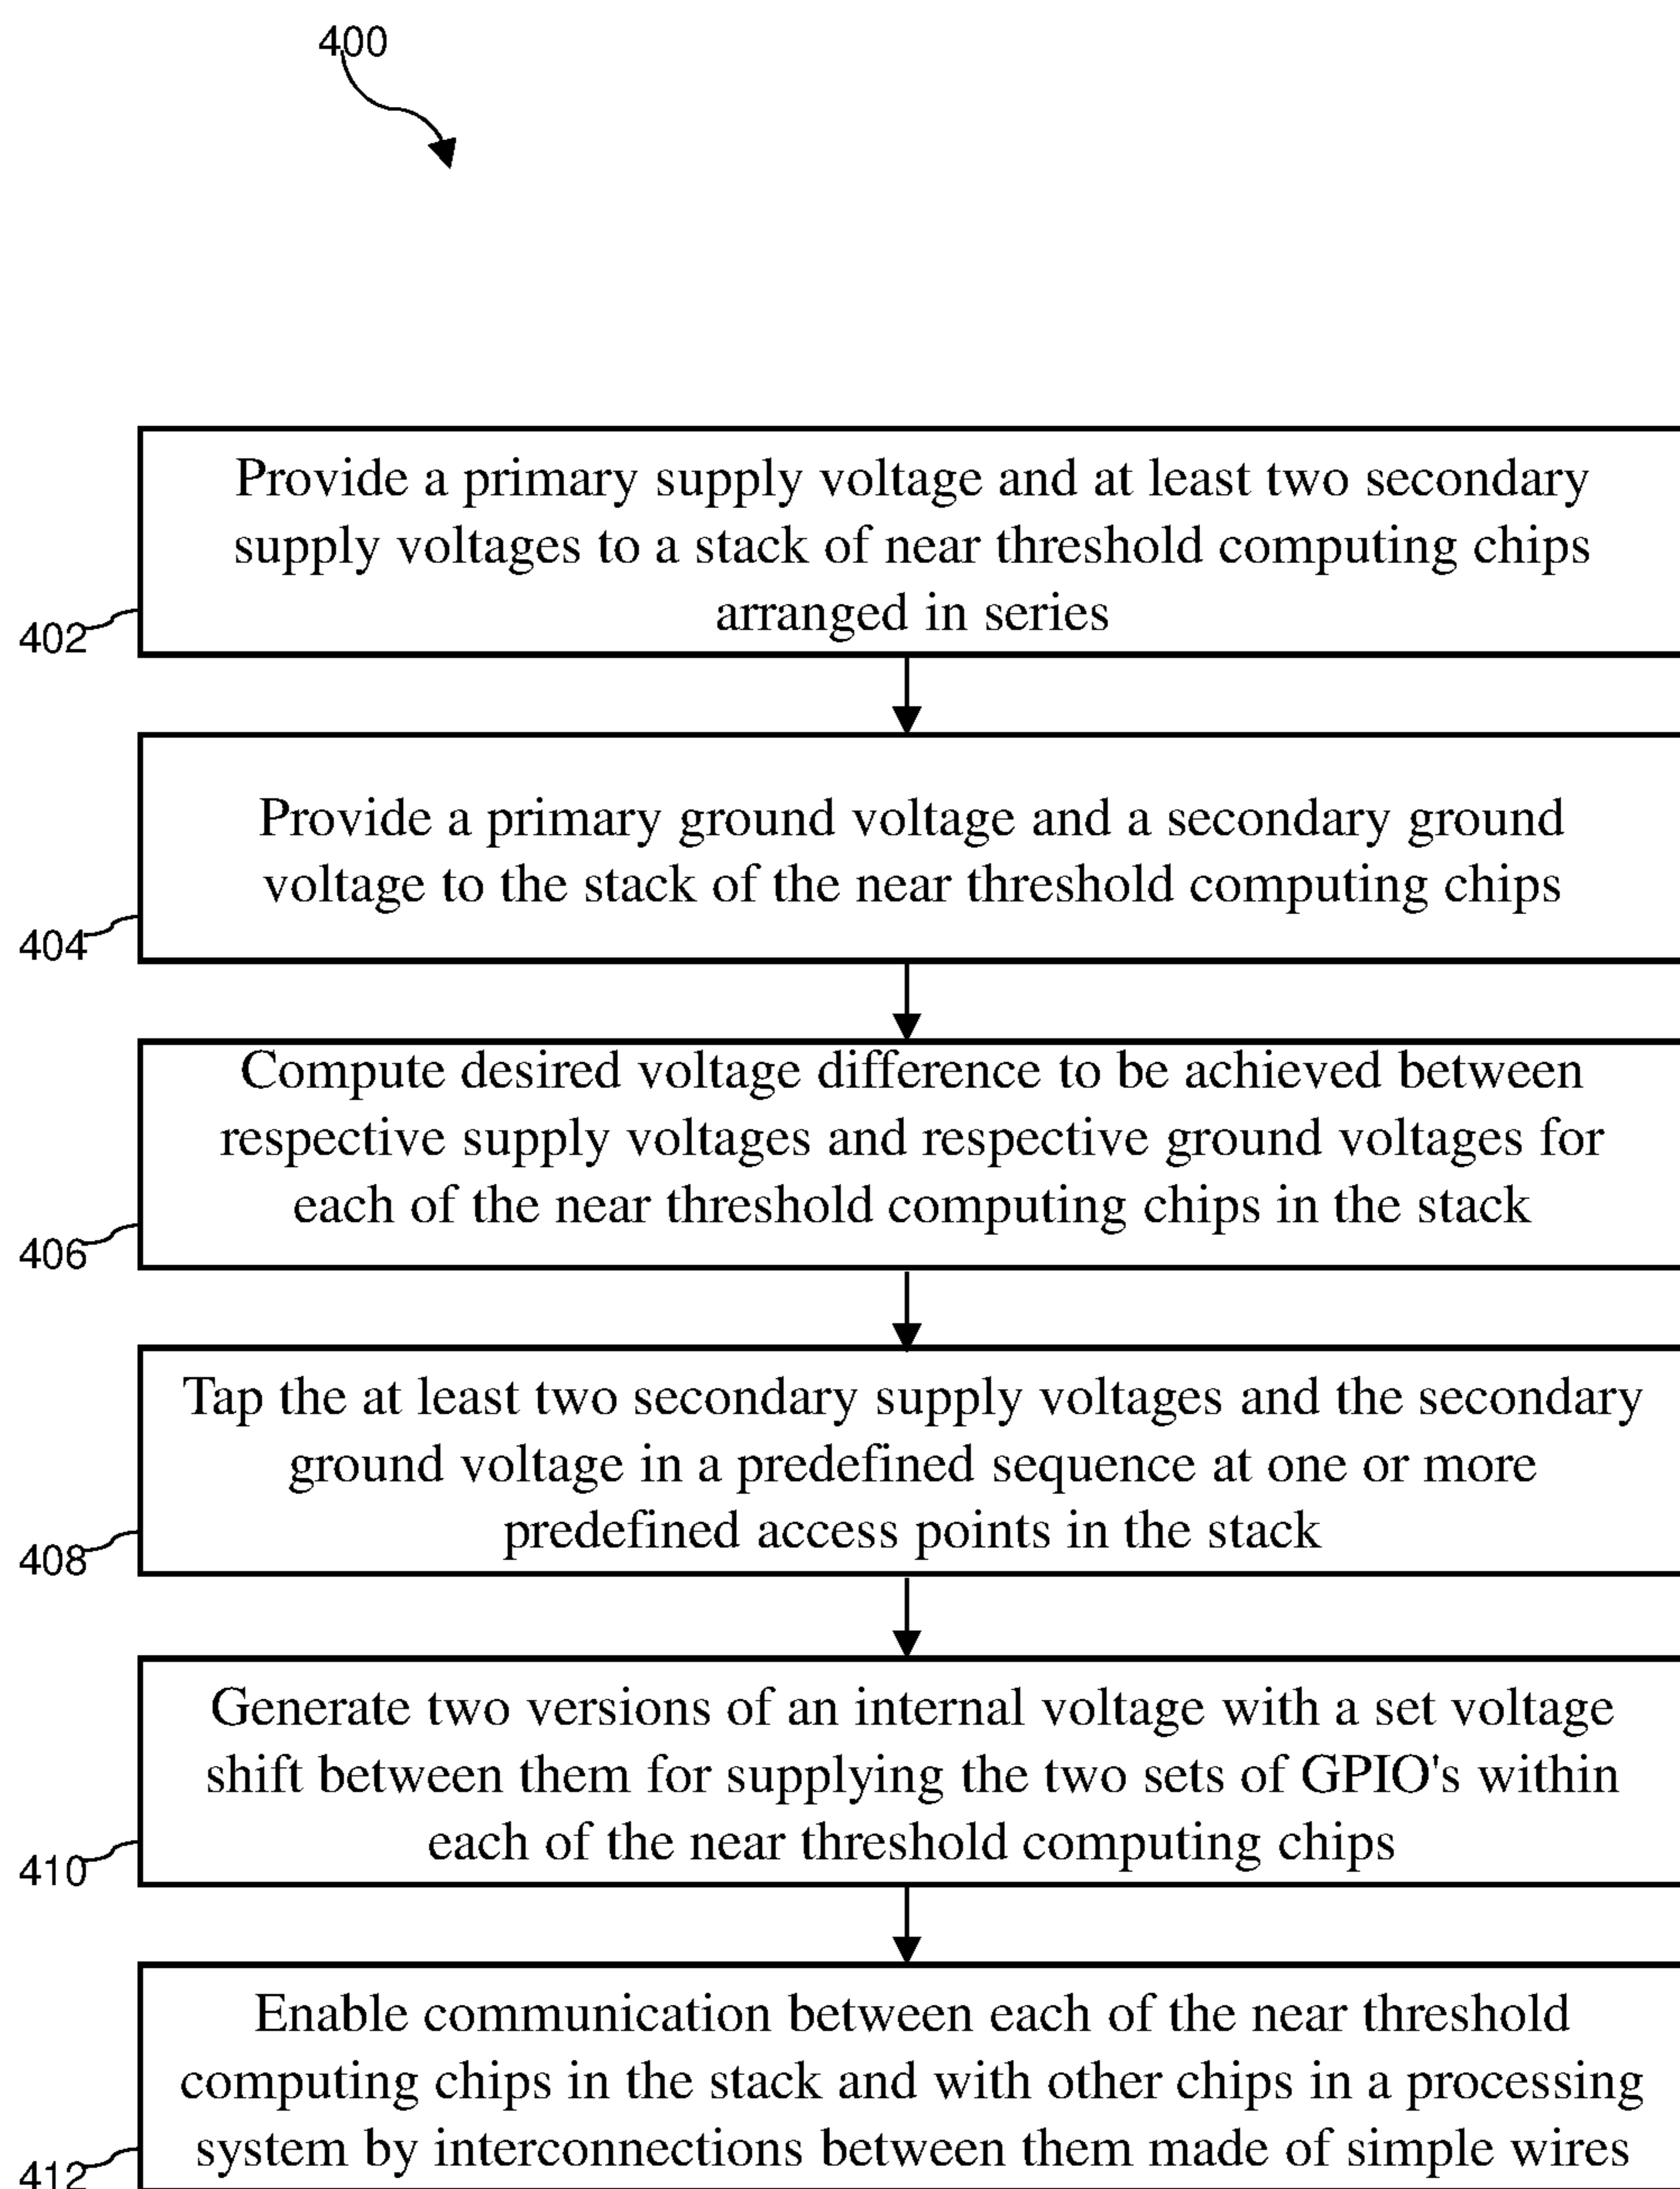 400
Provide a primary supply voltage and at least two secondary
supply voltages to a stack of near threshold computing chips
arranged in series
402
Provide a primary ground voltage and a secondary ground
voltage to the stack of the near threshold computing chips
404
Compute desired voltage difference to be achieved between
respective supply voltages and respective ground voltages for
each of the near threshold computing chips in the stack
406
Tap the at least two secondary supply voltages and the secondary
ground voltage in a predefined sequence at one or more
predefined access points in the stack
408
Generate two versions of an internal voltage with a set voltage
shift between them for supplying the two sets of GPIO's within
each of the near threshold computing chips
410
Enable communication between each of the near threshold
computing chips in the stack and with other chips in a processing
system by interconnections between them made of simple wires
412